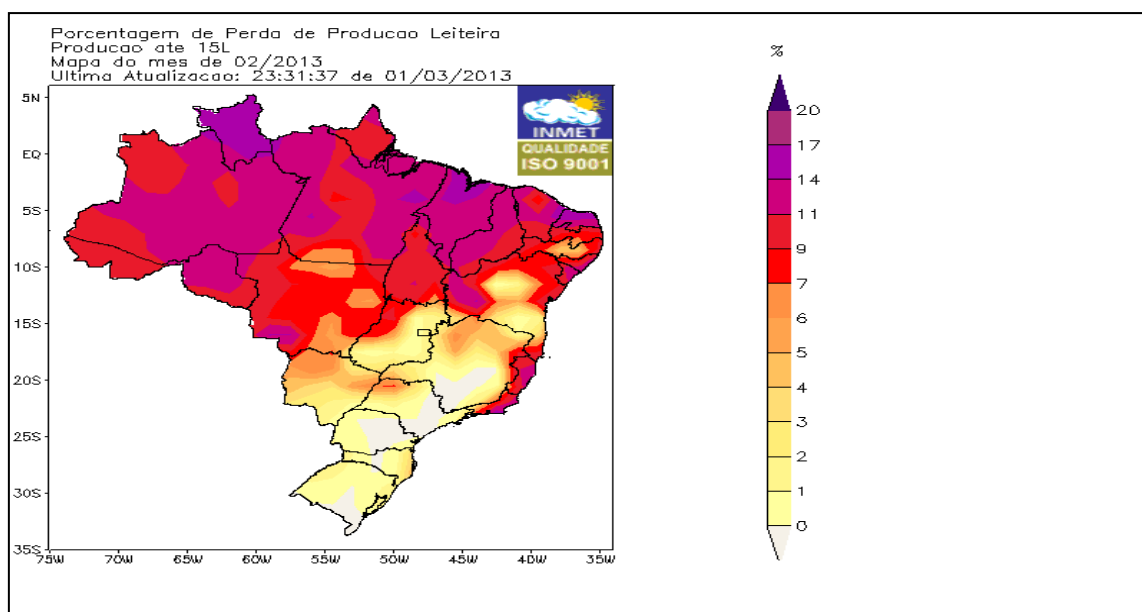 Porcentagem de Perda de Producao Leiteira
Producao ate 15L
Mapa do mes de 02/2013
Ultima Atualizacao: 23:31:37 de 01/03/2013
INMET
QUALIDADE
ISO 9001
5N
EQ
5S
10S
15S
20S
25S
30S
35S
75W 70W 65W 60W 55W 50W 45W 40W 35W
%
20
17
14
11
9
7
6
5
4
3
2
1
0